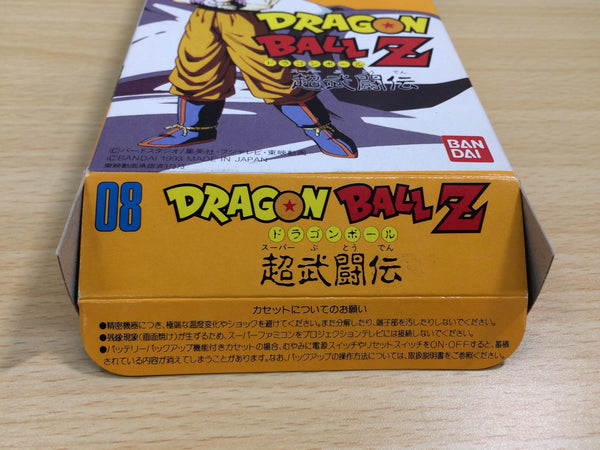 DRAGON
BALL Z
ドラゴンボール
スーパー ぶ とう でん
超武闘伝
©バードスタジオ/集英社・フジテレビ・東映動画
©BANDAI 1993 MADE IN JAPAN
BAN
DAI
08 DRAGON BALL Z
ドラゴンボール
スーパー ぶ とう でん
超武闘伝
カセットについてのお願い
●精密機器につき、極端な温度変化やショックを避けてください。また分解したり、端子部を汚したりしないでください。
●残像現象(画面焼け)が生ずるため、スーパーファミコンをプロジェクションテレビには接続しないでください。
●バッテリーバックアップ機能付きカセットの場合、むやみに電源スイッチやリセットスイッチをON・OFFすると、蓄積
されている内容が消えてしまうことがあります。なお、バックアップの操作方法については、取扱説明書をご参照ください。